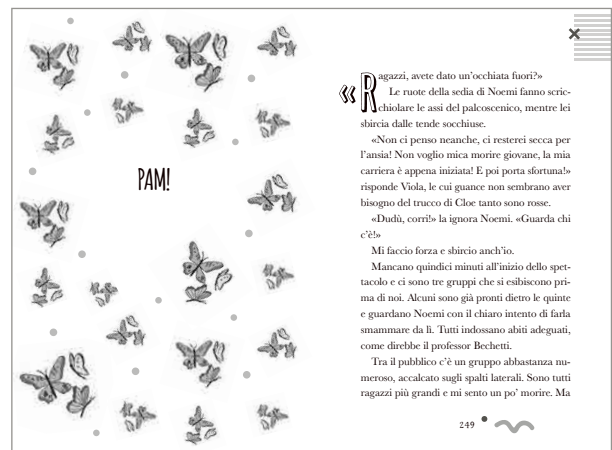 PAM!
«Ragazzi, avete dato un'occhiata fuori?»
Le ruote della sedia di Noemi fanno scric-
chiolare le assi del palcoscenico, mentre lei
sbircia dalle tende socchiuse.
«Non ci penso neanche, ci resterei secca per
l'ansia! Non voglio mica morire giovane, la mia
carriera è appena iniziata! E poi porta sfortuna!»
risponde Viola, le cui guance non sembrano aver
bisogno del trucco di Cloe tanto sono rosse.
«Dudù, corri!» la ignora Noemi. «Guarda chi
c'è!»
Mi faccio forza e sbircio anch'io.
Mancano quindici minuti all'inizio dello spet-
tacolo e ci sono tre gruppi che si esibiscono pri-
ma di noi. Alcuni sono già pronti dietro le quinte
e guardano Noemi con il chiaro intento di farla
smammare da lì. Tutti indossano abiti adeguati,
come direbbe il professor Bechetti.
Tra il pubblico c'è un gruppo abbastanza nu-
meroso, accalcato sugli spalti laterali. Sono tutti
ragazzi più grandi e mi sento un po' morire. Ma
249